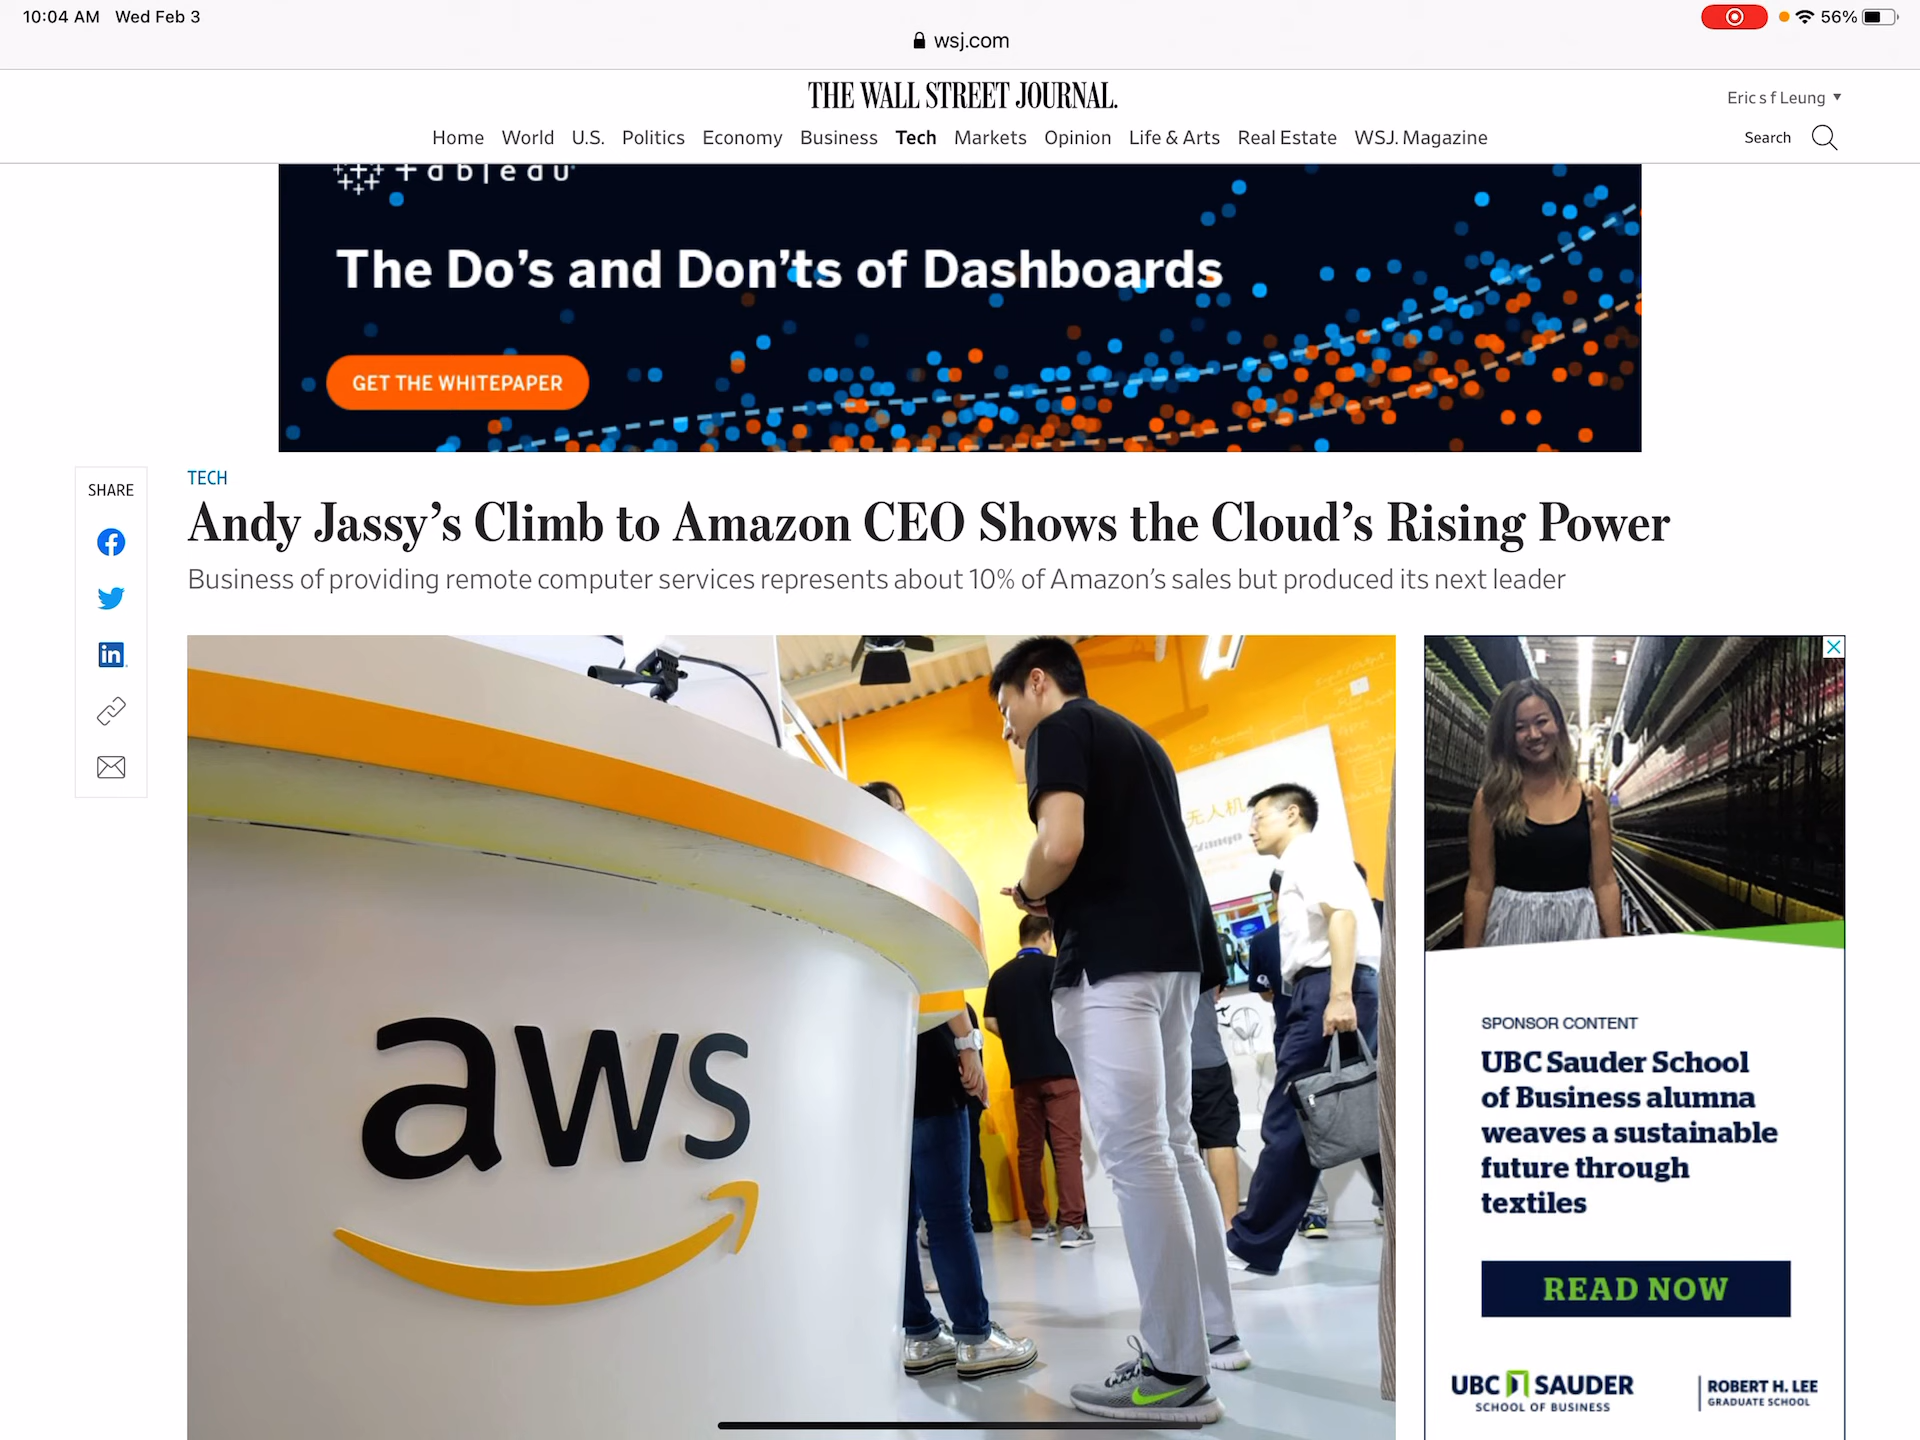 10:04 AM Wed Feb 3
56%
wsj.com
THE WALL STREET JOURNAL.
Eric s f Leung
Home World U.S. Politics Economy Business Tech Markets Opinion Life & Arts Real Estate WSJ. Magazine
Search
+ableau
The Do's and Don'ts of Dashboards
GET THE WHITEPAPER
SHARE
TECH
Andy Jassy's Climb to Amazon CEO Shows the Cloud's Rising Power
Business of providing remote computer services represents about 10% of Amazon's sales but produced its next leader
无人机
aws
SPONSOR CONTENT
UBC Sauder School
of Business alumna
weaves a sustainable
future through
textiles
READ NOW
UBC SAUDER
SCHOOL OF BUSINESS
ROBERT H. LEE
GRADUATE SCHOOL